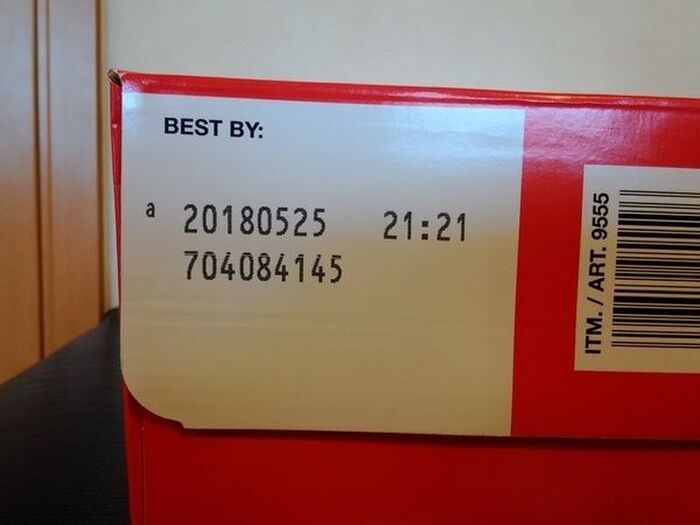 BEST BY:
a 20180525 21:21
704084145
ITM. / ART. 9555